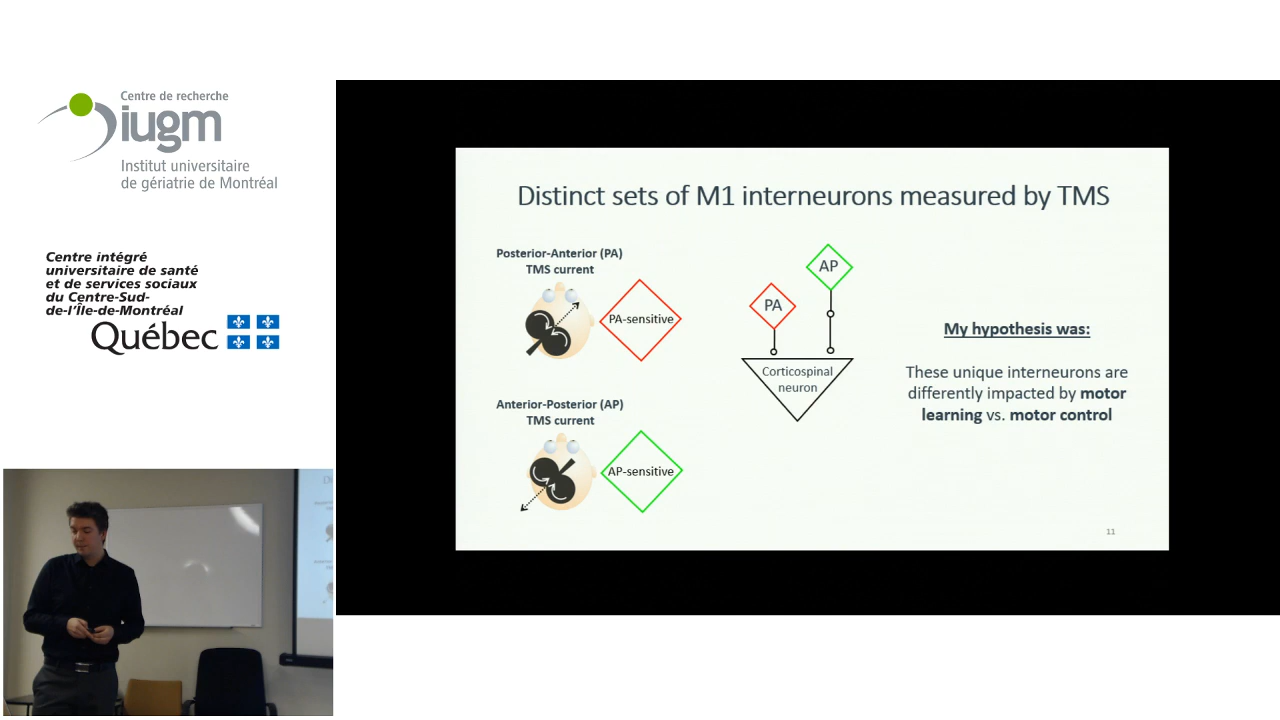 Centre de recherche
iugm
Institut universitaire
de gériatrie de Montréal
Centre intégré
universitaire de santé
et de services sociaux
du Centre-Sud-
de-l'Île-de-Montréal
Québec
Distinct sets of M1 interneurons measured by TMS
Posterior-Anterior (PA)
TMS current
PA-sensitive
Anterior-Posterior (AP)
TMS current
AP-sensitive
AP
PA
Corticospinal
neuron
My hypothesis was:
These unique interneurons are
differently impacted by motor
learning vs. motor control
11